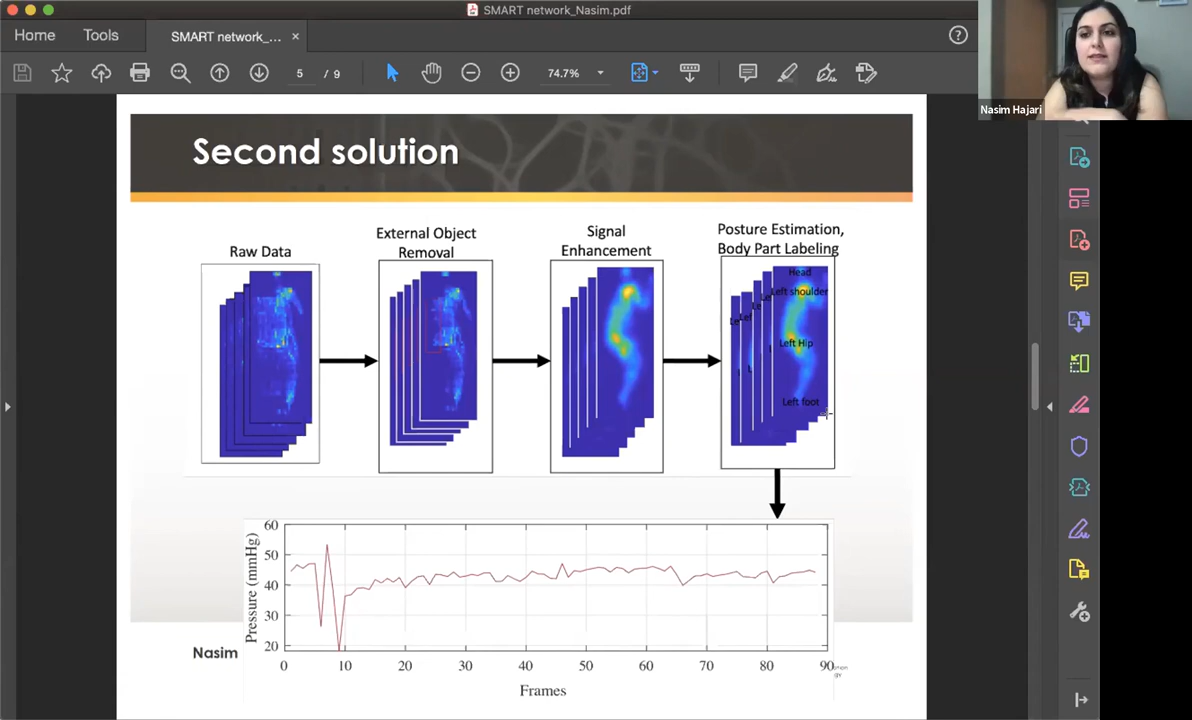 SMART network_Nasim.pdf
Home
Tools
SMART network_...
5 / 9
74.7%
Nasim Hajari
Second solution
Raw Data
External Object
Removal
Signal
Enhancement
Posture Estimation,
Body Part Labeling
Head
Left shoulder
Left Hip
Left foot
Pressure (mmHg)
60
50
40
30
20
0 10 20 30 40 50 60 70 80 90
Frames
Nasim